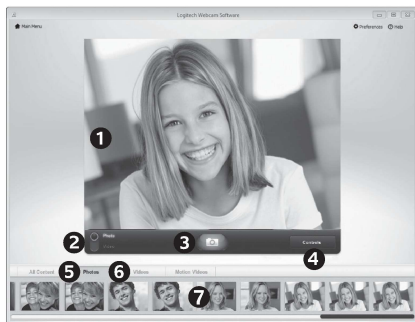 Logitech Webcam Software
Main Menu
Preferences Help
1
Photo
2
3
Controls
4
All Content 5 Photos 6 Videos Motion Videos
7